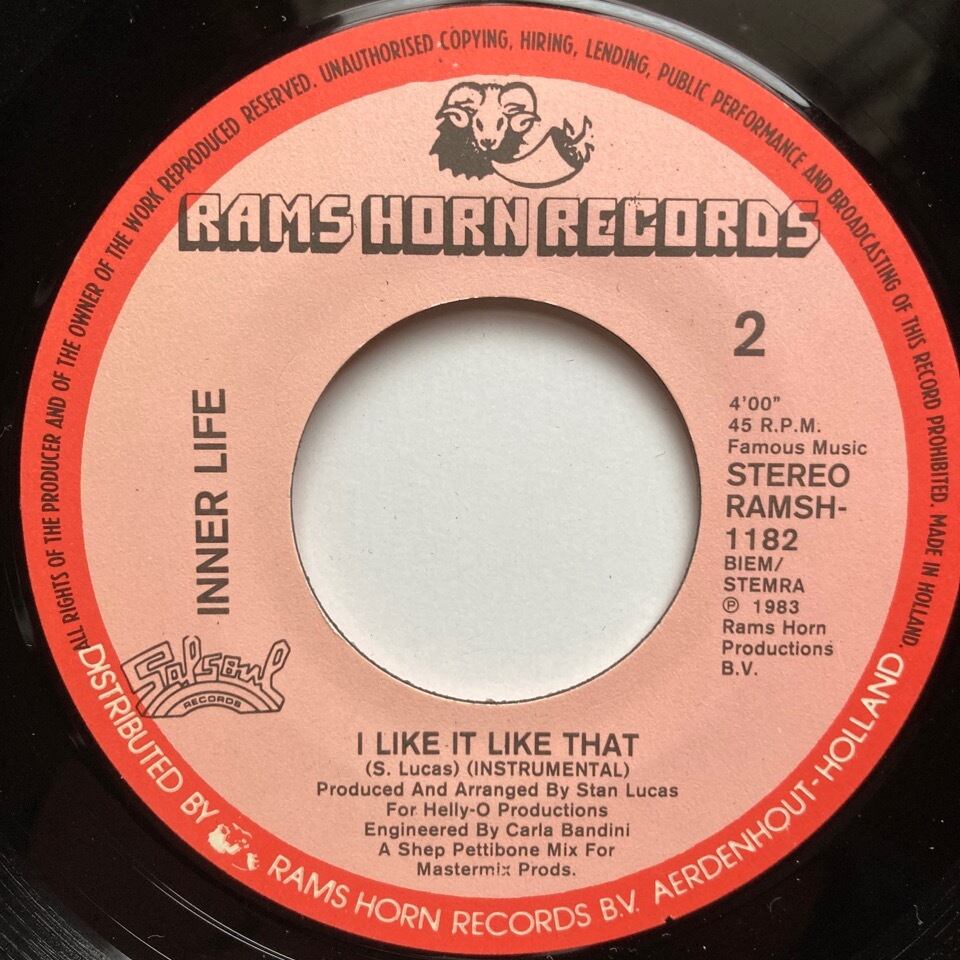 ALL RIGHTS OF THE PRODUCER AND OF THE OWNER OF THE WORK REPRODUCED RESERVED. UNAUTHORISED COPYING, HIRING, LENDING, PUBLIC PERFORMANCE AND BROADCASTING OF THIS RECORD PROHIBITED. MADE IN HOLLAND.
RAMS HORN RECORDS
2
4'00"
45 R.P.M.
Famous Music
STEREO
RAMSH-
1182
BIEM/
STEMRA
℗ 1983
Rams Horn
Productions
B.V.
INNER LIFE
Salsoul
RECORDS
I LIKE IT LIKE THAT
(S. Lucas) (INSTRUMENTAL)
Produced And Arranged By Stan Lucas
For Helly-O Productions
Engineered By Carla Bandini
A Shep Pettibone Mix For
Mastermix Prods.
DISTRIBUTED BY RAMS HORN RECORDS B.V. AERDENHOUT-HOLLAND